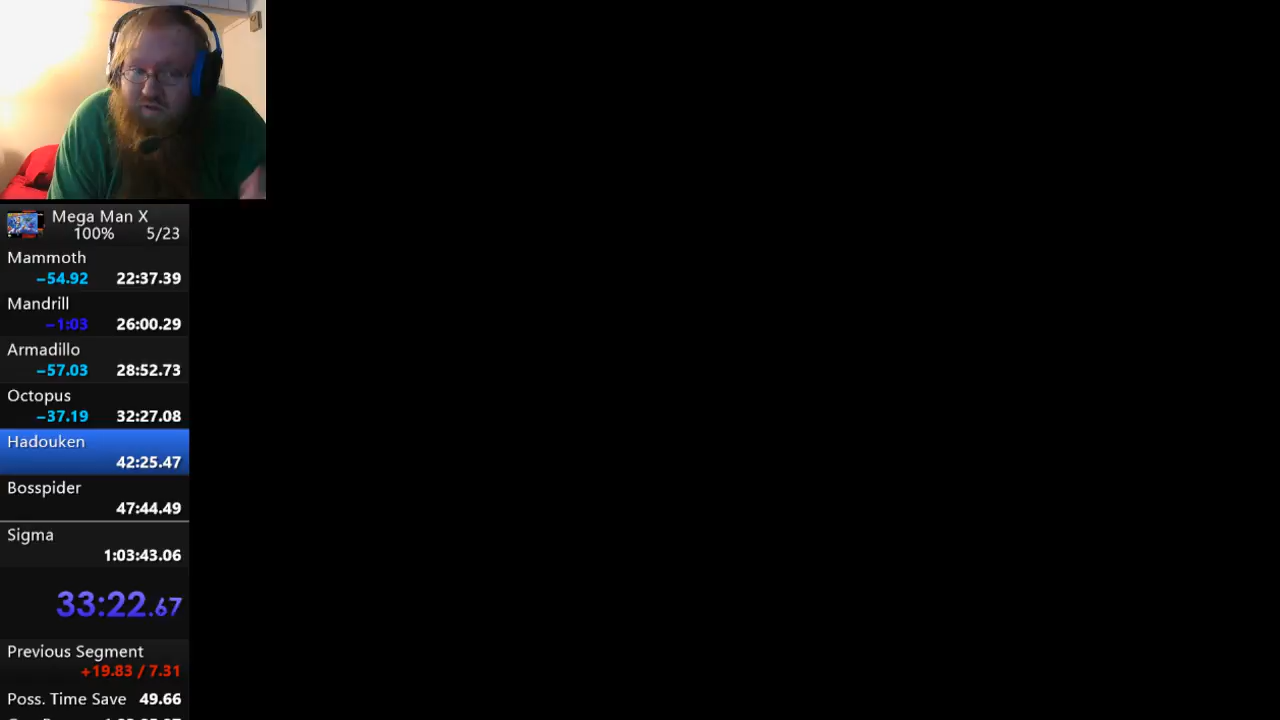 Mega Man X
100% 5/23
Mammoth
-54.92 22:37.39
Mandrill
-1:03 26:00.29
Armadillo
-57.03 28:52.73
Octopus
-37.19 32:27.08
Hadouken
42:25.47
Bosspider
47:44.49
Sigma
1:03:43.06
33:22.67
Previous Segment
+19.83 / 7.31
Poss. Time Save 49.66